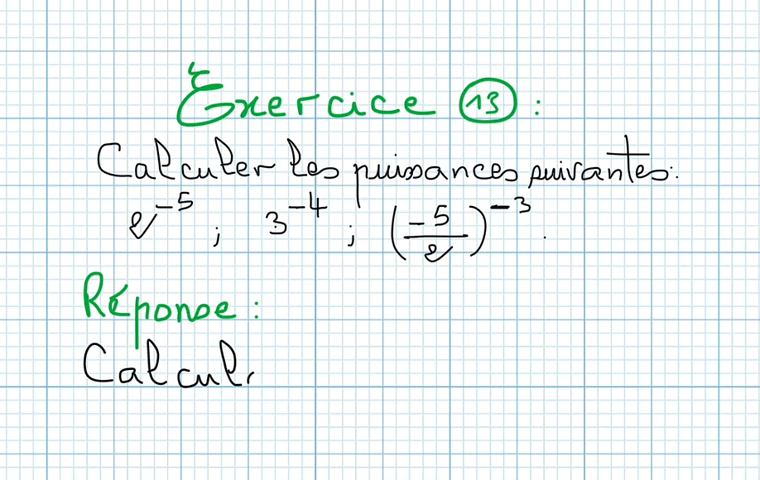 Exercice 13 :
Calculer les puissances suivantes:
2⁻⁵ ; 3⁻⁴ ; (-5/2)⁻³.
Réponse :
Calcul